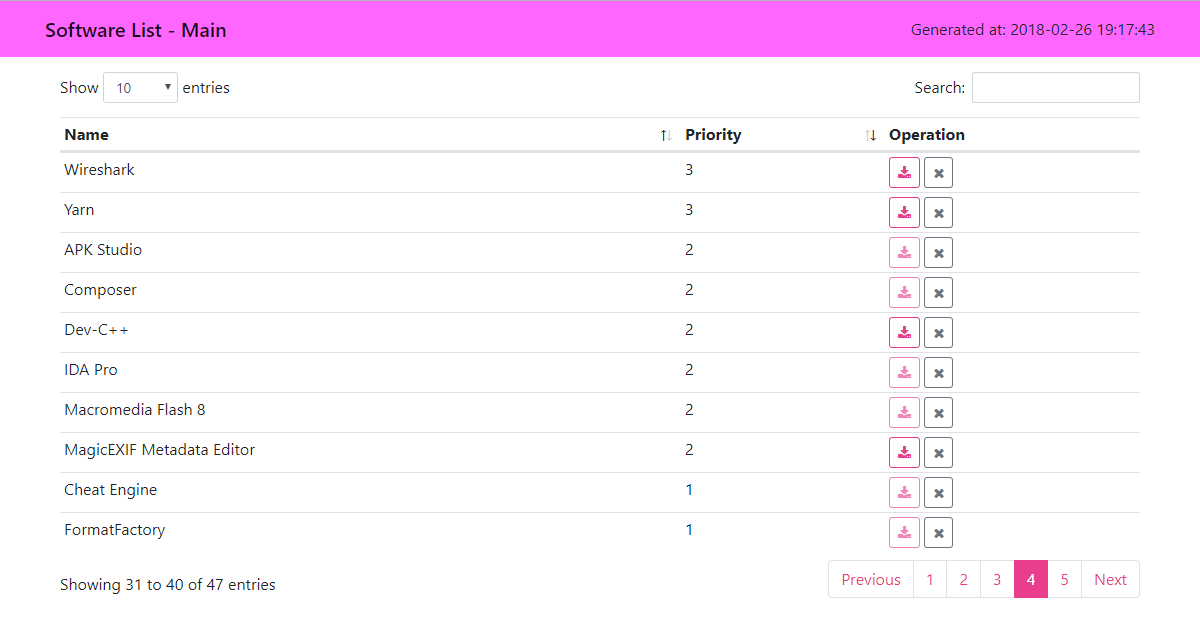 Software List - Main Generated at: 2018-02-26 19:17:43
Show 10 entries Search:
Name Priority Operation
Wireshark 3
Yarn 3
APK Studio 2
Composer 2
Dev-C++ 2
IDA Pro 2
Macromedia Flash 8 2
MagicEXIF Metadata Editor 2
Cheat Engine 1
FormatFactory 1
Showing 31 to 40 of 47 entries Previous 1 2 3 4 5 Next